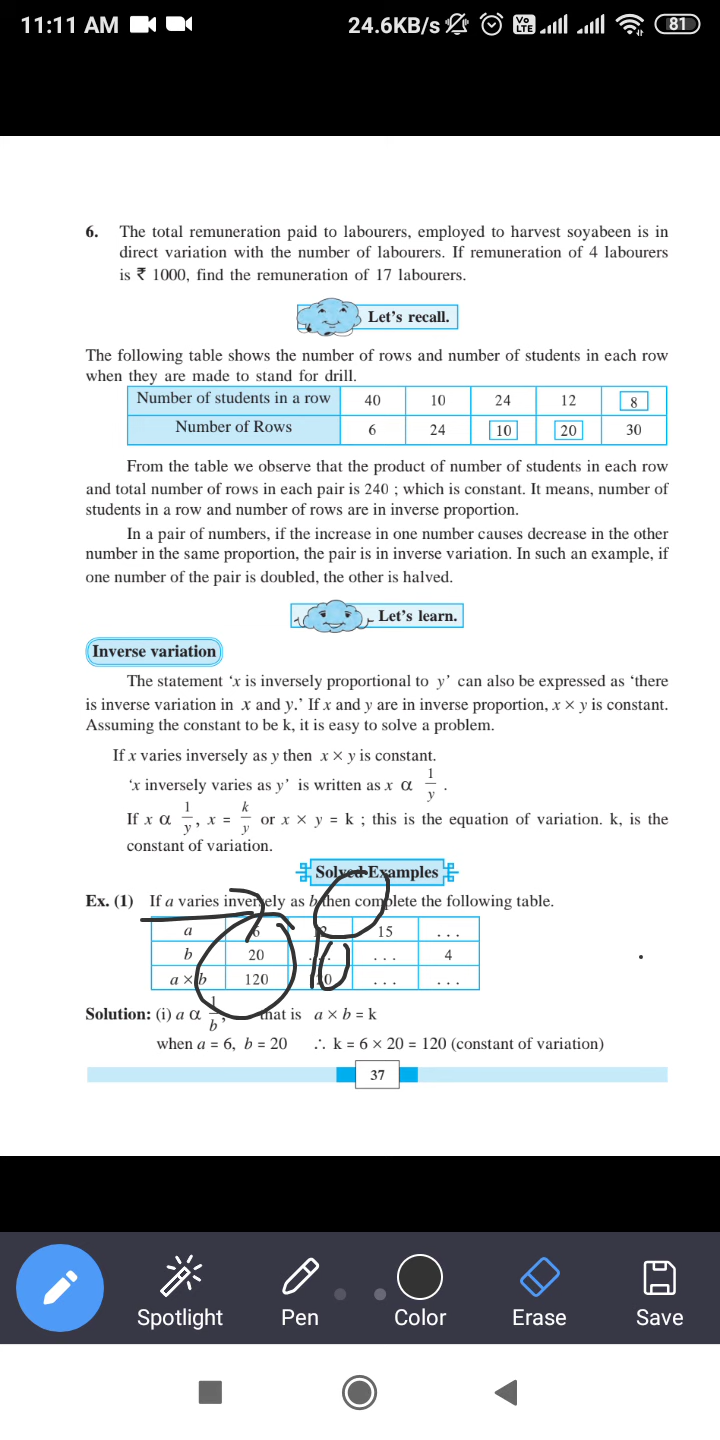 11:11 AM 24.6KB/s Vo LTE 81
6. The total remuneration paid to labourers, employed to harvest soyabeen is in
direct variation with the number of labourers. If remuneration of 4 labourers
is ₹ 1000, find the remuneration of 17 labourers.
Let's recall.
The following table shows the number of rows and number of students in each row
when they are made to stand for drill.
Number of students in a row 40 10 24 12 8
Number of Rows 6 24 10 20 30
From the table we observe that the product of number of students in each row
and total number of rows in each pair is 240 ; which is constant. It means, number of
students in a row and number of rows are in inverse proportion.
In a pair of numbers, if the increase in one number causes decrease in the other
number in the same proportion, the pair is in inverse variation. In such an example, if
one number of the pair is doubled, the other is halved.
Let's learn.
Inverse variation
The statement 'x is inversely proportional to y' can also be expressed as 'there
is inverse variation in x and y.' If x and y are in inverse proportion, x × y is constant.
Assuming the constant to be k, it is easy to solve a problem.
If x varies inversely as y then x × y is constant.
'x inversely varies as y' is written as x α 1/y .
If x α 1/y, x = k/y or x × y = k ; this is the equation of variation. k, is the
constant of variation.
Solved Examples
Ex. (1) If a varies inversely as b then complete the following table.
a 6 12 15 ...
b 20 ... ... 4
a × b 120 120 ... ...
10
Solution: (i) a α 1/b, that is a × b = k
when a = 6, b = 20 ∴ k = 6 × 20 = 120 (constant of variation)
37
Spotlight Pen Color Erase Save